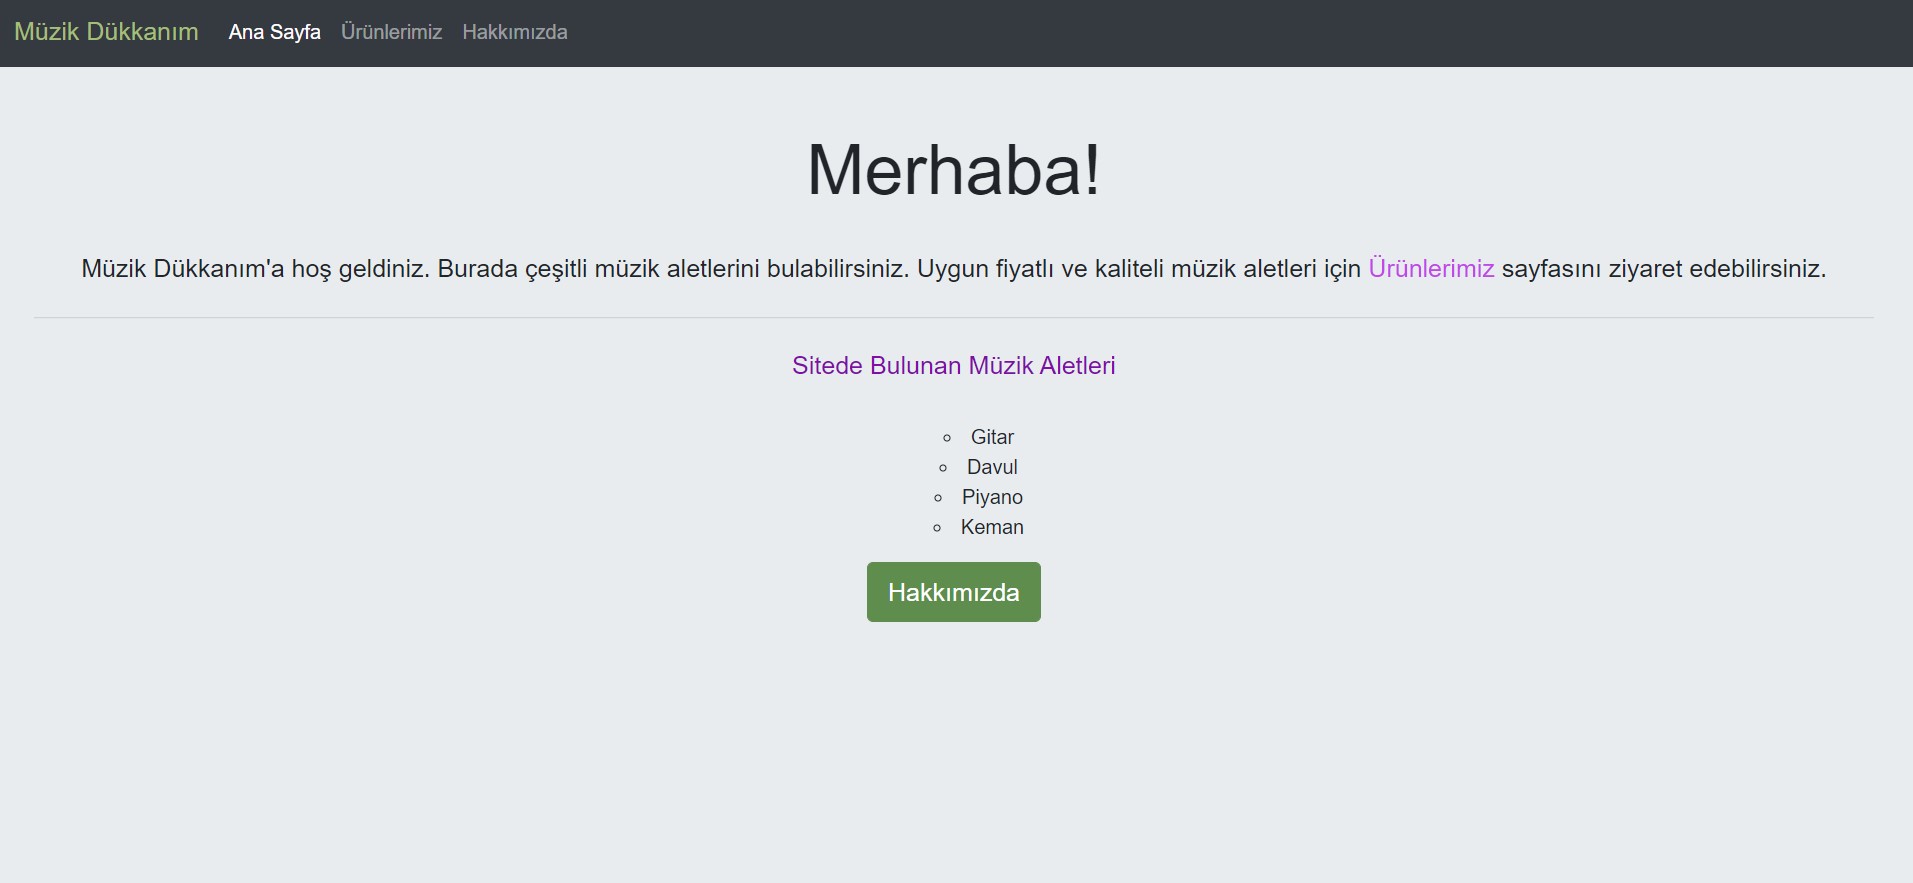 Müzik Dükkanım Ana Sayfa Ürünlerimiz Hakkımızda
Merhaba!
Müzik Dükkanım'a hoş geldiniz. Burada çeşitli müzik aletlerini bulabilirsiniz. Uygun fiyatlı ve kaliteli müzik aletleri için Ürünlerimiz sayfasını ziyaret edebilirsiniz.
Sitede Bulunan Müzik Aletleri
Gitar
Davul
Piyano
Keman
Hakkımızda